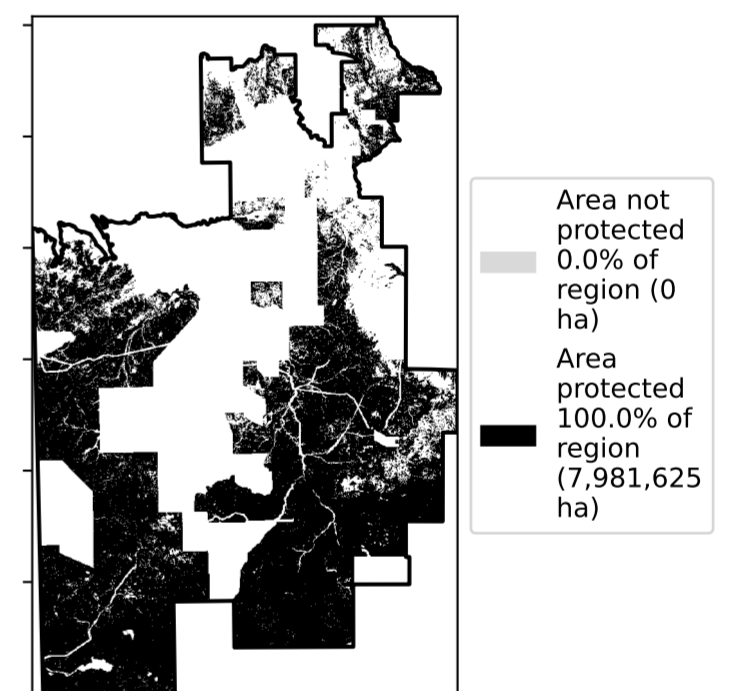 Area not
protected
0.0% of
region (0
ha)
Area
protected
100.0% of
region
(7,981,625
ha)